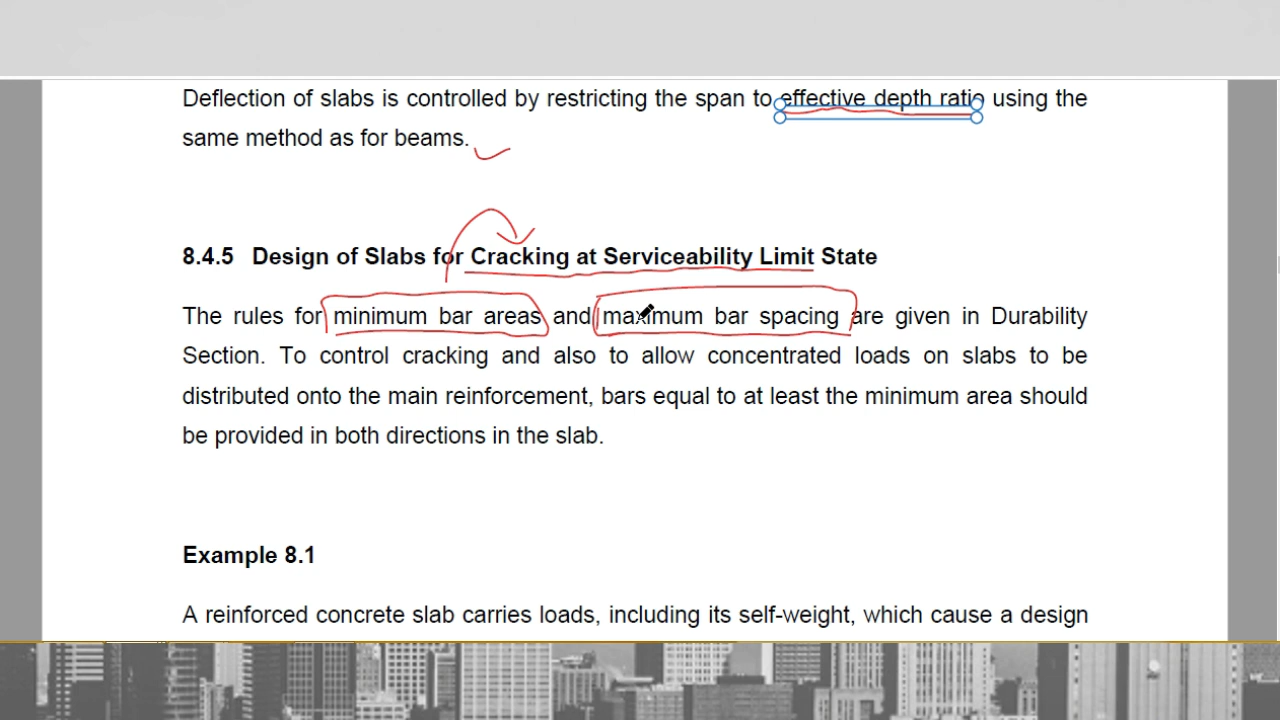 Deflection of slabs is controlled by restricting the span to effective depth ratio using the
same method as for beams.
8.4.5 Design of Slabs for Cracking at Serviceability Limit State
The rules for minimum bar areas and maximum bar spacing are given in Durability
Section. To control cracking and also to allow concentrated loads on slabs to be
distributed onto the main reinforcement, bars equal to at least the minimum area should
be provided in both directions in the slab.
Example 8.1
A reinforced concrete slab carries loads, including its self-weight, which cause a design